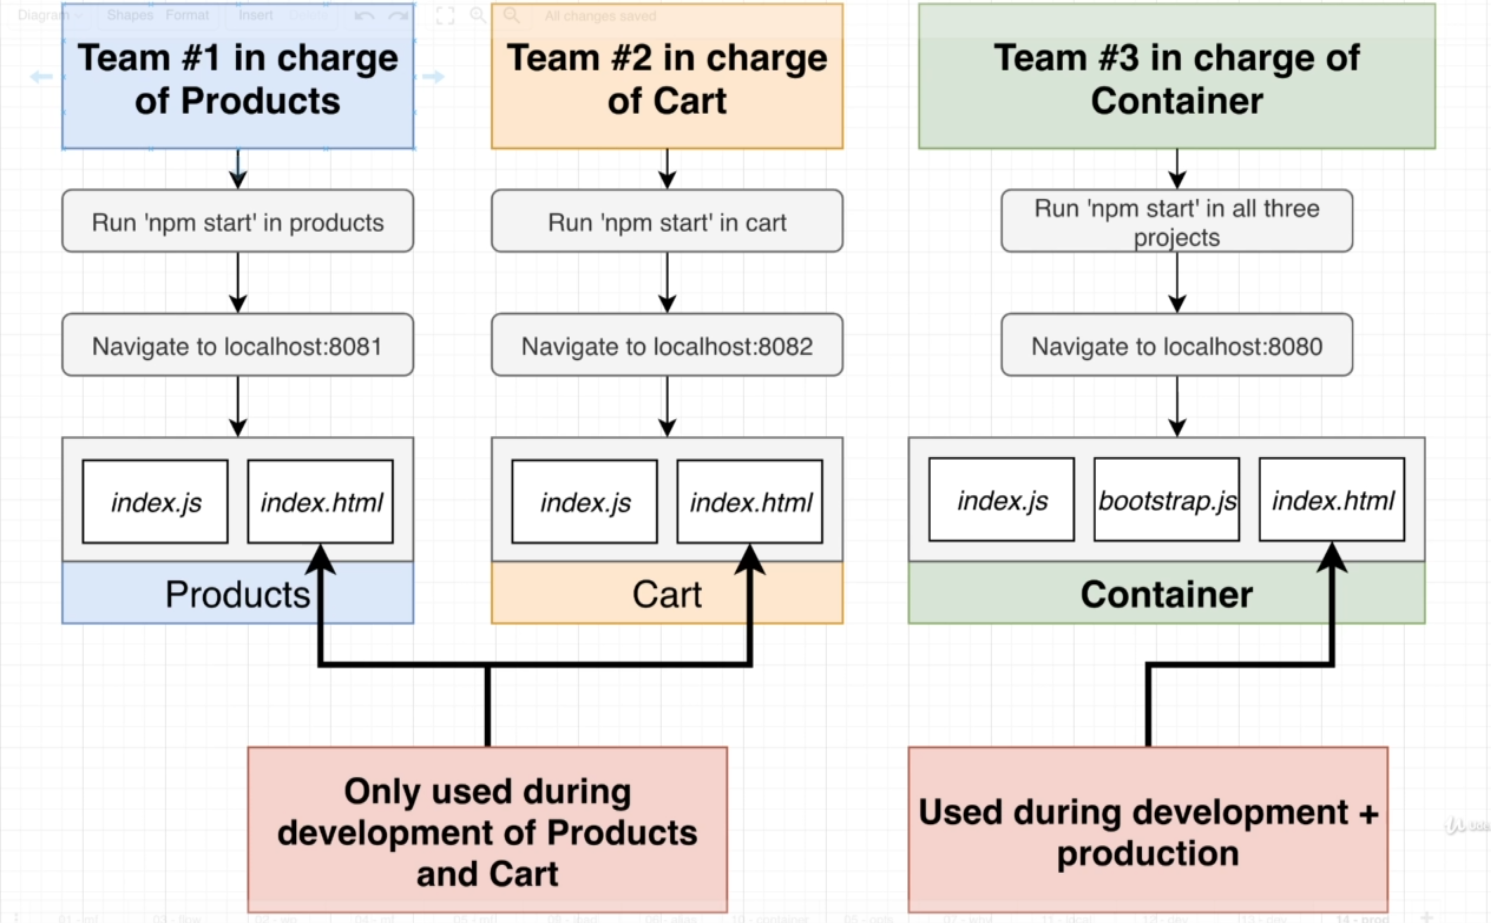 Diagram Shapes Format Insert Delete All changes saved
Team #1 in charge
of Products
Team #2 in charge
of Cart
Team #3 in charge of
Container
Run 'npm start' in products
Run 'npm start' in cart
Run 'npm start' in all three
projects
Navigate to localhost:8081
Navigate to localhost:8082
Navigate to localhost:8080
index.js
index.html
index.js
index.html
index.js
bootstrap.js
index.html
Products
Cart
Container
Only used during
development of Products
and Cart
Used during development +
production